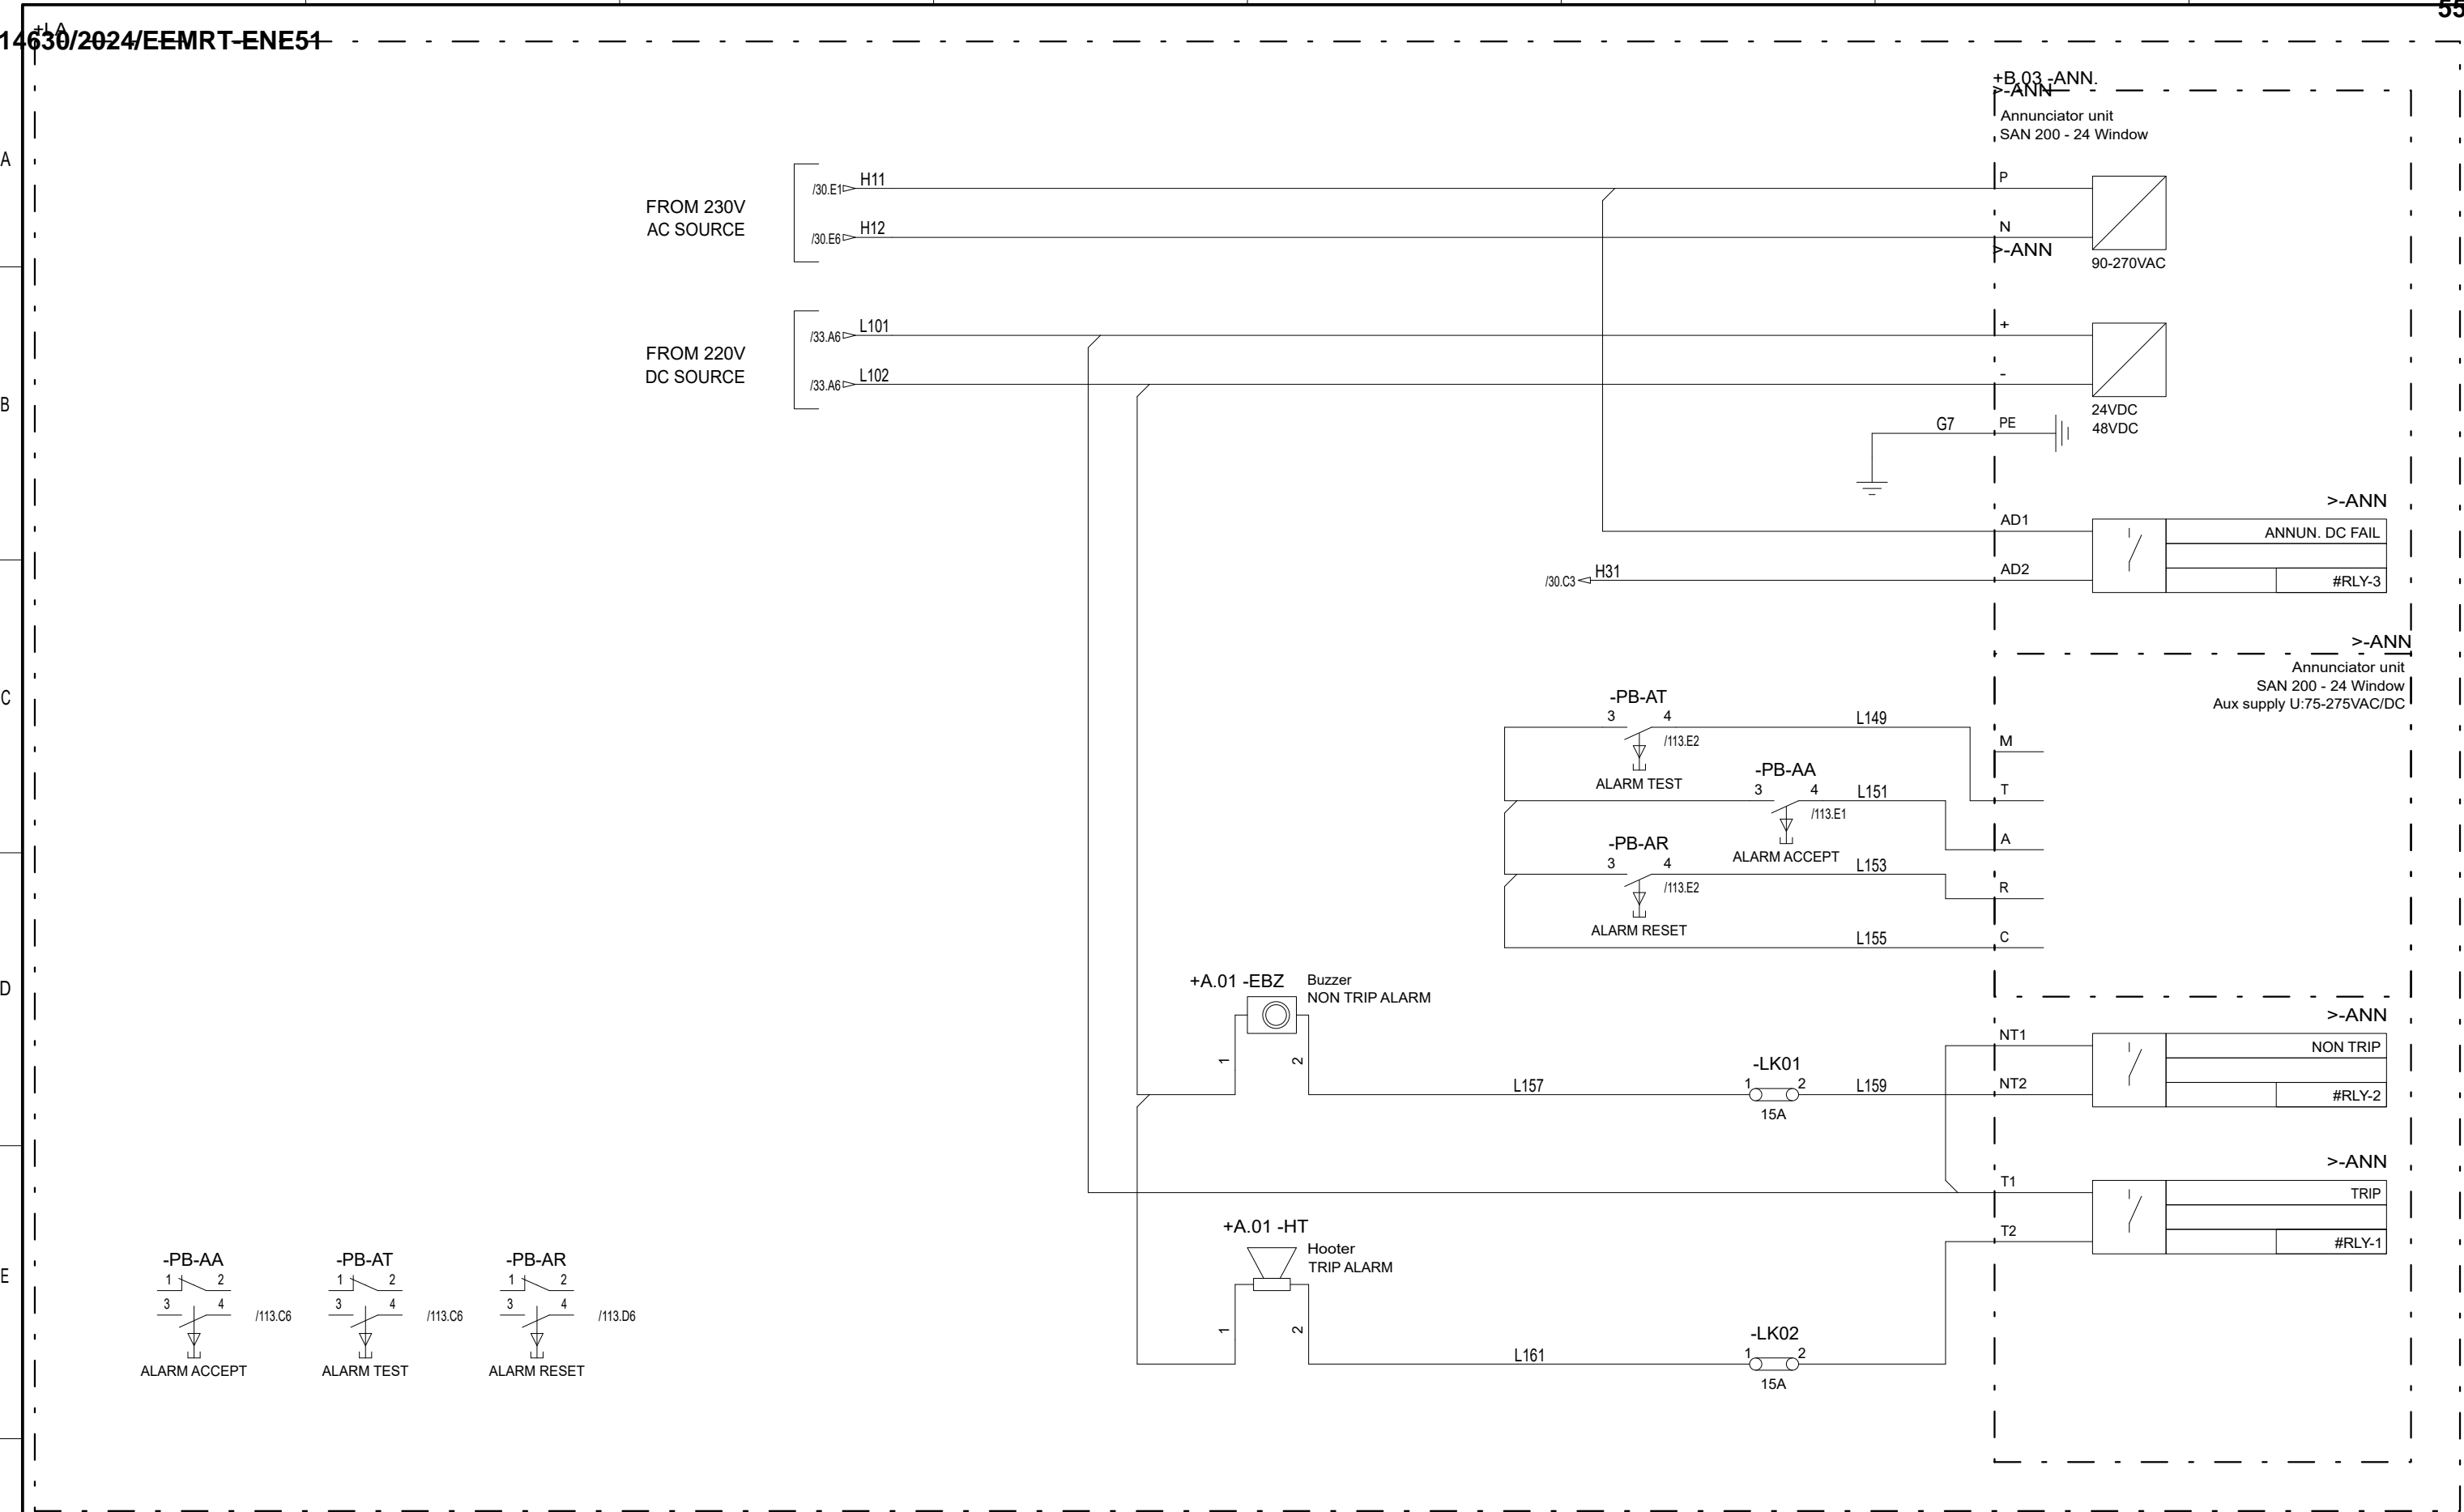 55
+LA
14630/2024/EEMRT-ENE51
+B.03 -ANN.
>-ANN
Annunciator unit
SAN 200 - 24 Window
A
FROM 230V
AC SOURCE
/30.E1
H11
P
/30.E6
H12
N
>-ANN
90-270VAC
FROM 220V
DC SOURCE
/33.A6
L101
+
/33.A6
L102
-
B
24VDC
48VDC
G7
PE
>-ANN
AD1
ANNUN. DC FAIL
/30.C3
H31
AD2
#RLY-3
>-ANN
Annunciator unit
SAN 200 - 24 Window
Aux supply U:75-275VAC/DC
C
-PB-AT
3
4
L149
/113.E2
ALARM TEST
M
-PB-AA
3
4
L151
/113.E1
ALARM ACCEPT
T
A
-PB-AR
3
4
L153
/113.E2
ALARM RESET
R
L155
C
D
+A.01 -EBZ
Buzzer
NON TRIP ALARM
1
2
>-ANN
NT1
NON TRIP
L157
-LK01
1
2
15A
L159
NT2
#RLY-2
>-ANN
T1
TRIP
T2
#RLY-1
+A.01 -HT
Hooter
TRIP ALARM
1
2
L161
-LK02
1
2
15A
E
-PB-AA
1
2
3
4
/113.C6
ALARM ACCEPT
-PB-AT
1
2
3
4
/113.C6
ALARM TEST
-PB-AR
1
2
3
4
/113.D6
ALARM RESET